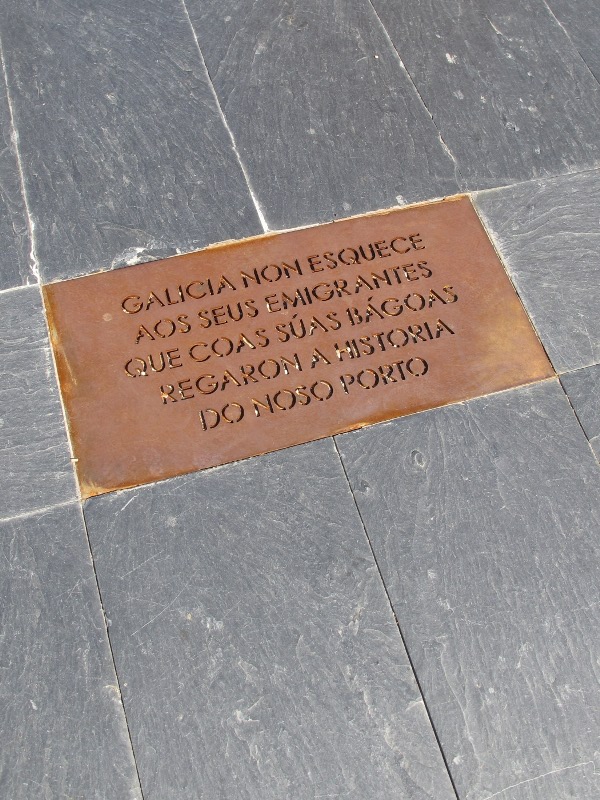 GALICIA NON ESQUECE
AOS SEUS EMIGRANTES
QUE COAS SÚAS BÁGOAS
REGARON A HISTORIA
DO NOSO PORTO